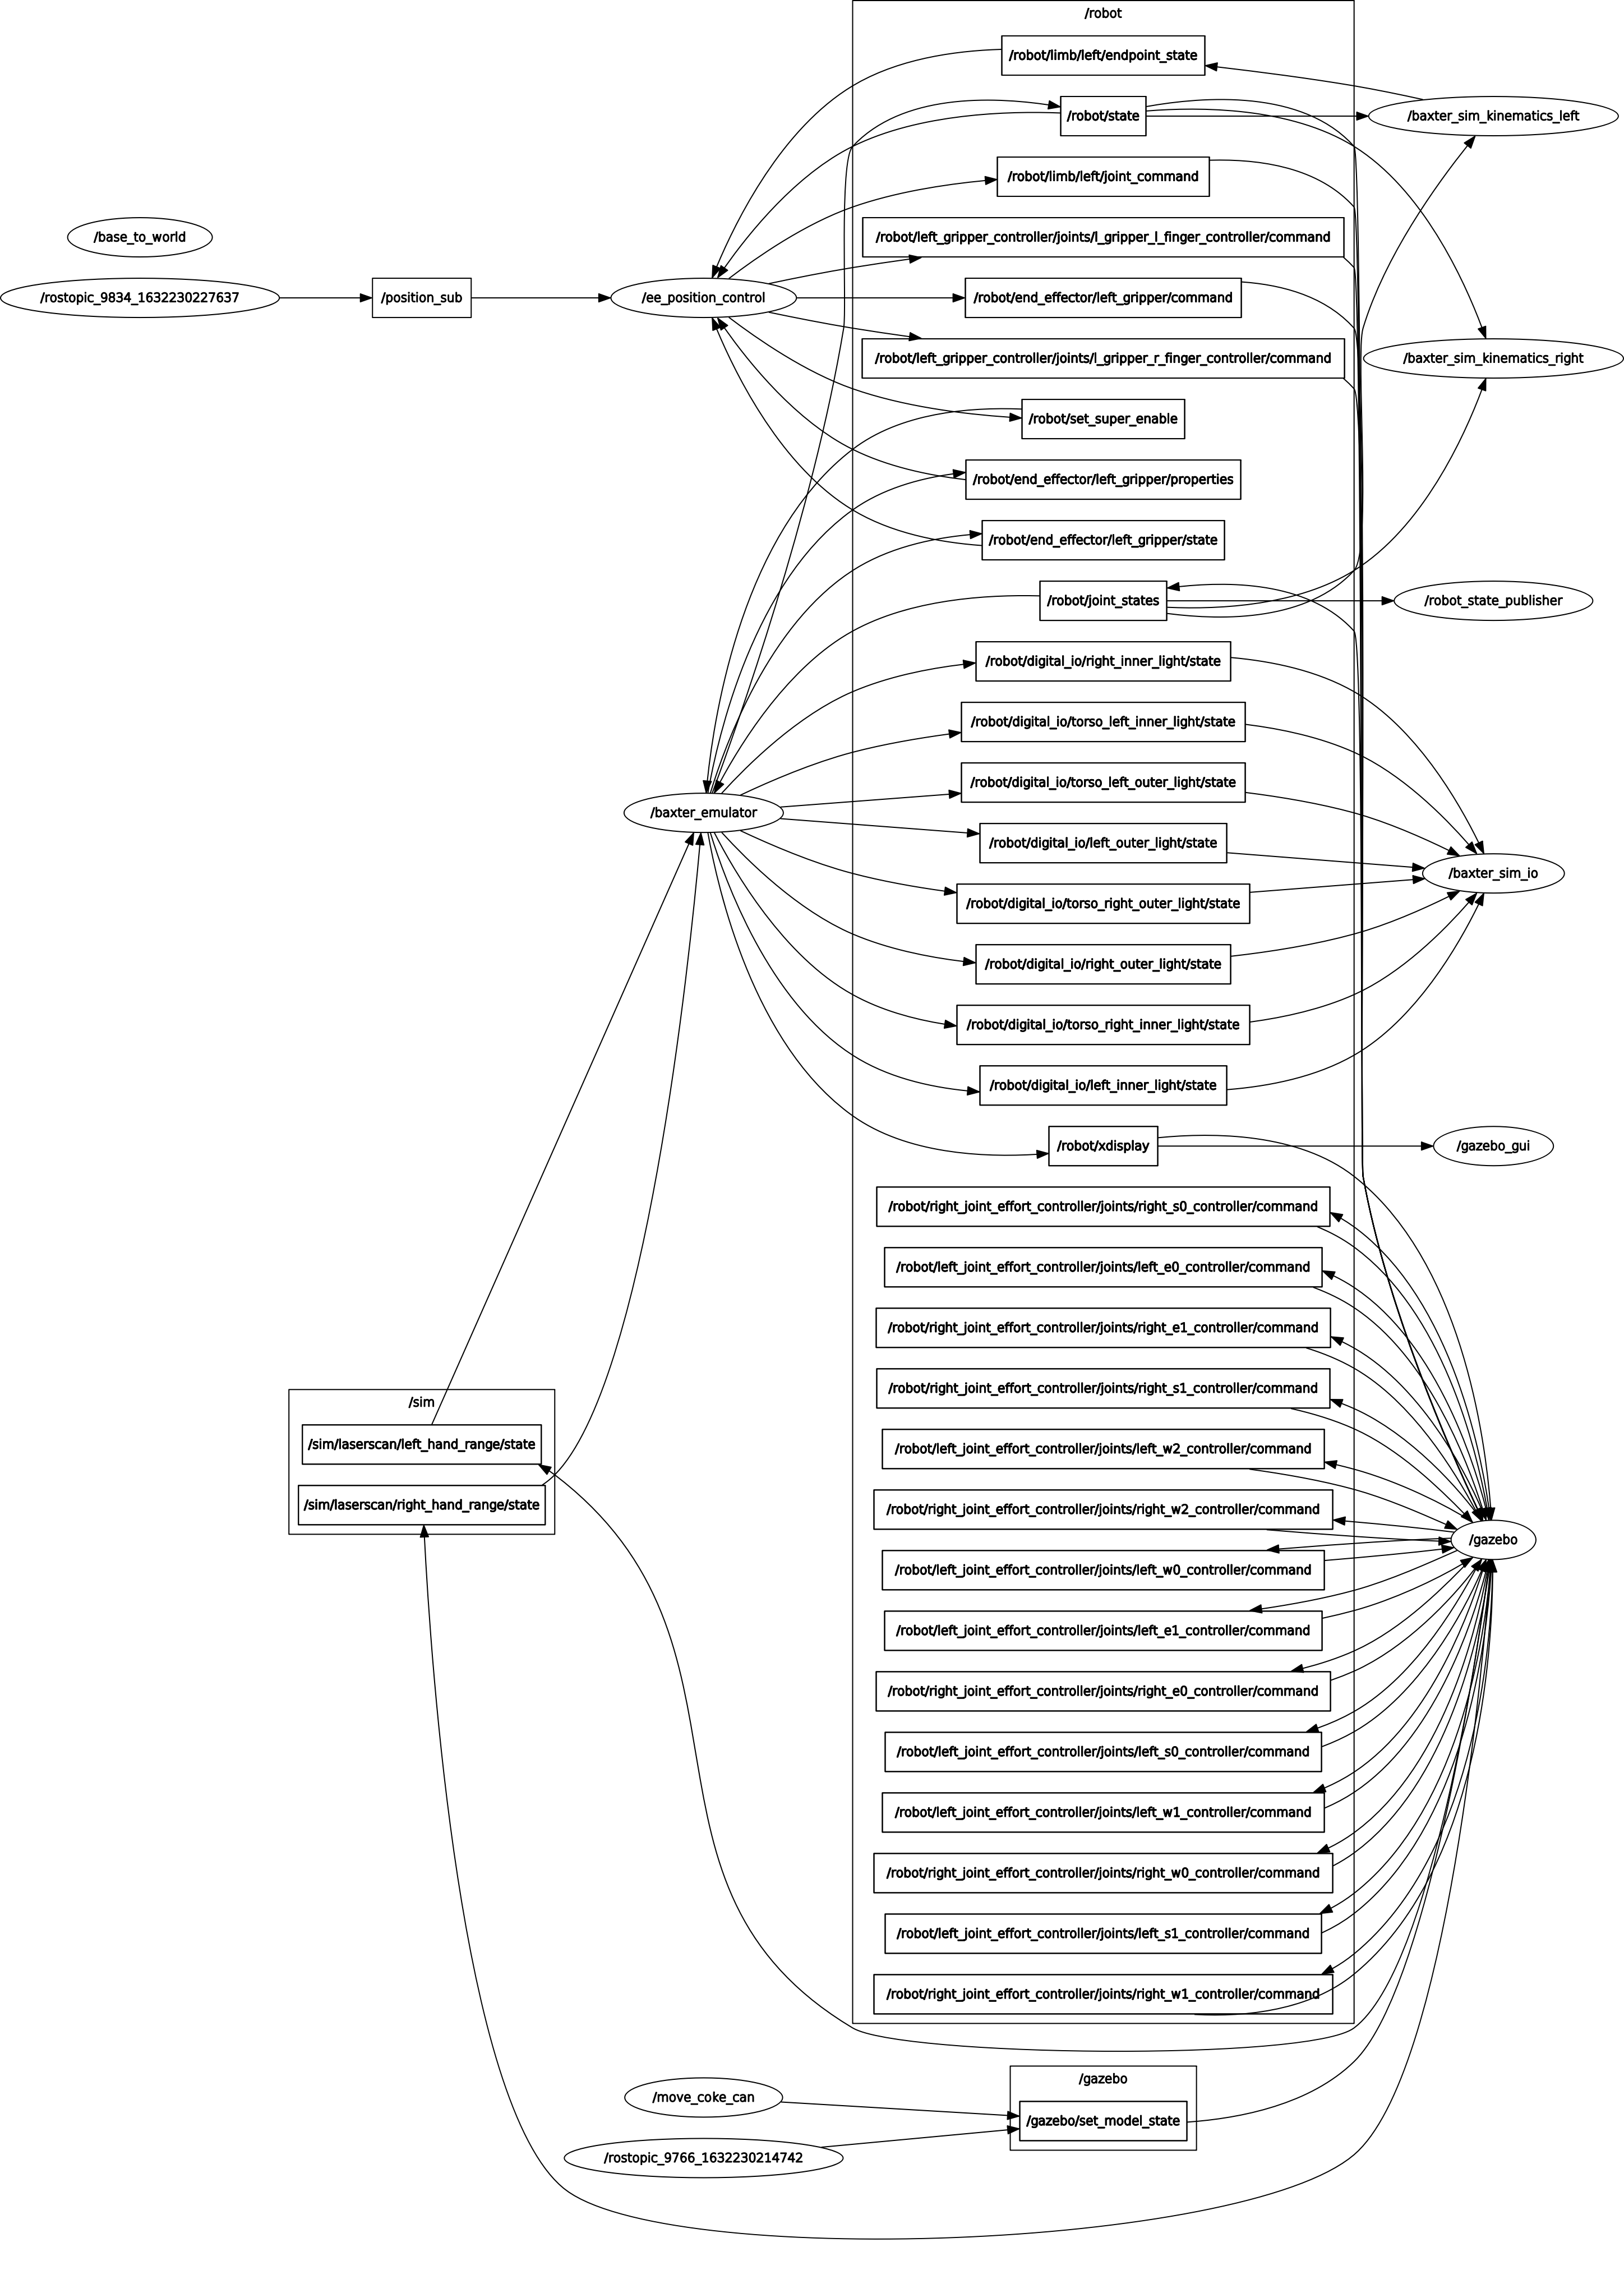 /robot
/robot/limb/left/endpoint_state
/robot/state
/baxter_sim_kinematics_left
/robot/limb/left/joint_command
/base_to_world
/robot/left_gripper_controller/joints/l_gripper_l_finger_controller/command
/rostopic_9834_1632230227637
/position_sub
/ee_position_control
/robot/end_effector/left_gripper/command
/robot/left_gripper_controller/joints/l_gripper_r_finger_controller/command
/baxter_sim_kinematics_right
/robot/set_super_enable
/robot/end_effector/left_gripper/properties
/robot/end_effector/left_gripper/state
/robot/joint_states
/robot_state_publisher
/robot/digital_io/right_inner_light/state
/robot/digital_io/torso_left_inner_light/state
/robot/digital_io/torso_left_outer_light/state
/baxter_emulator
/robot/digital_io/left_outer_light/state
/baxter_sim_io
/robot/digital_io/torso_right_outer_light/state
/robot/digital_io/right_outer_light/state
/robot/digital_io/torso_right_inner_light/state
/robot/digital_io/left_inner_light/state
/robot/xdisplay
/gazebo_gui
/robot/right_joint_effort_controller/joints/right_s0_controller/command
/robot/left_joint_effort_controller/joints/left_e0_controller/command
/robot/right_joint_effort_controller/joints/right_e1_controller/command
/robot/right_joint_effort_controller/joints/right_s1_controller/command
/sim
/sim/laserscan/left_hand_range/state
/robot/left_joint_effort_controller/joints/left_w2_controller/command
/sim/laserscan/right_hand_range/state
/robot/right_joint_effort_controller/joints/right_w2_controller/command
/gazebo
/robot/left_joint_effort_controller/joints/left_w0_controller/command
/robot/left_joint_effort_controller/joints/left_e1_controller/command
/robot/right_joint_effort_controller/joints/right_e0_controller/command
/robot/left_joint_effort_controller/joints/left_s0_controller/command
/robot/left_joint_effort_controller/joints/left_w1_controller/command
/robot/right_joint_effort_controller/joints/right_w0_controller/command
/robot/left_joint_effort_controller/joints/left_s1_controller/command
/robot/right_joint_effort_controller/joints/right_w1_controller/command
/gazebo
/move_coke_can
/gazebo/set_model_state
/rostopic_9766_1632230214742